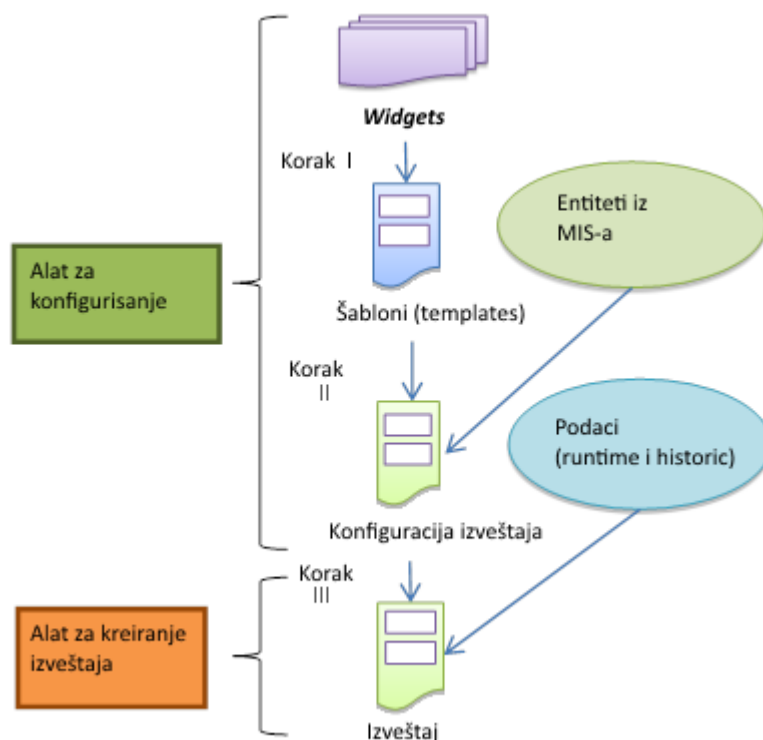 Widgets
Korak I
Entiteti iz
MIS-a
Alat za
konfigurisanje
Šabloni (templates)
Korak
II
Podaci
(runtime i historic)
Konfiguracija izveštaja
Korak
III
Alat za kreiranje
izveštaja
Izveštaj